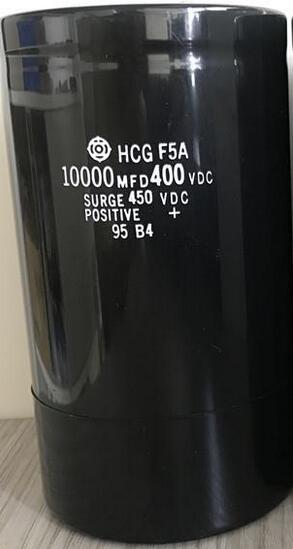 HCG F5A
10000 MFD 400 VDC
SURGE 450 VDC
POSITIVE +
95 B4